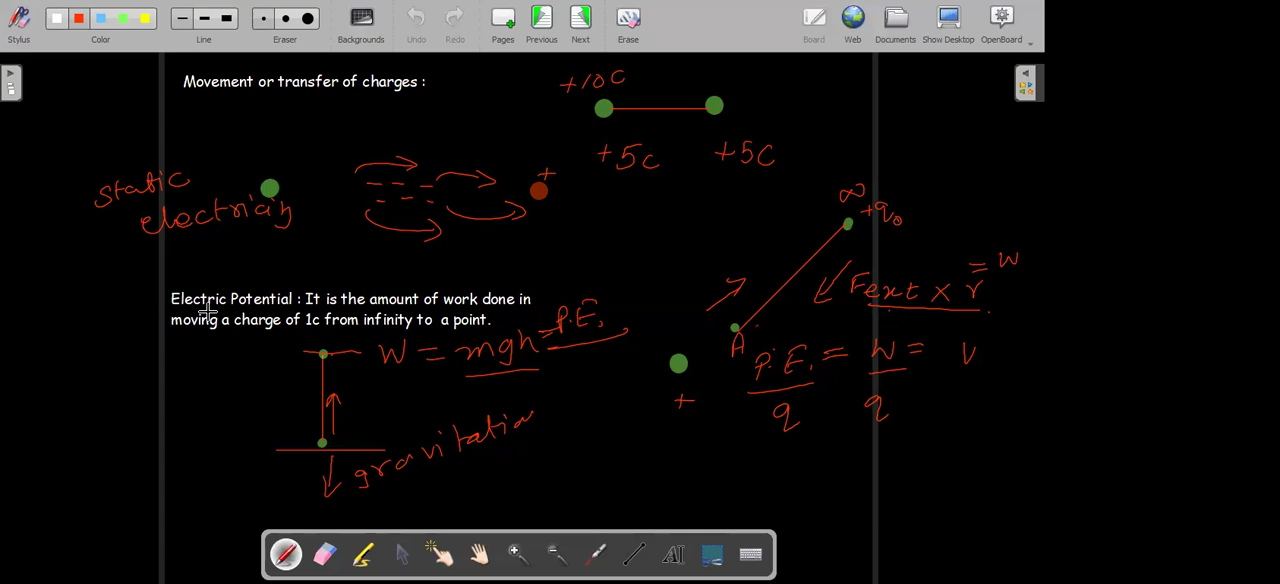 Stylus Color Line Eraser Backgrounds Undo Redo Pages Previous Next Erase Board Web Documents Show Desktop OpenBoard
Movement or transfer of charges :
+10C
+5C +5C
Static
electricity
+
∞
+q₀
Electric Potential : It is the amount of work done in
moving a charge of 1c from infinity to a point.
Fext × r = W
W = mgh = P.E.
A
P.E. / q = W / q = V
+
gravitation
AI